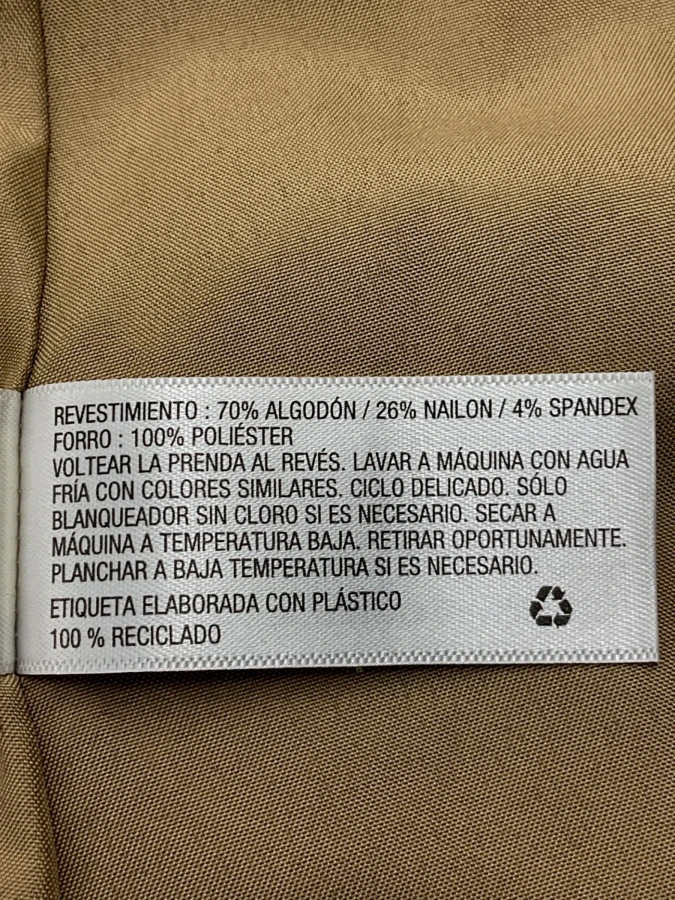 REVESTIMIENTO : 70% ALGODÓN / 26% NAILON / 4% SPANDEX
FORRO : 100% POLIÉSTER
VOLTEAR LA PRENDA AL REVÉS. LAVAR A MÁQUINA CON AGUA
FRÍA CON COLORES SIMILARES. CICLO DELICADO. SÓLO
BLANQUEADOR SIN CLORO SI ES NECESARIO. SECAR A
MÁQUINA A TEMPERATURA BAJA. RETIRAR OPORTUNAMENTE.
PLANCHAR A BAJA TEMPERATURA SI ES NECESARIO.
ETIQUETA ELABORADA CON PLÁSTICO
100 % RECICLADO